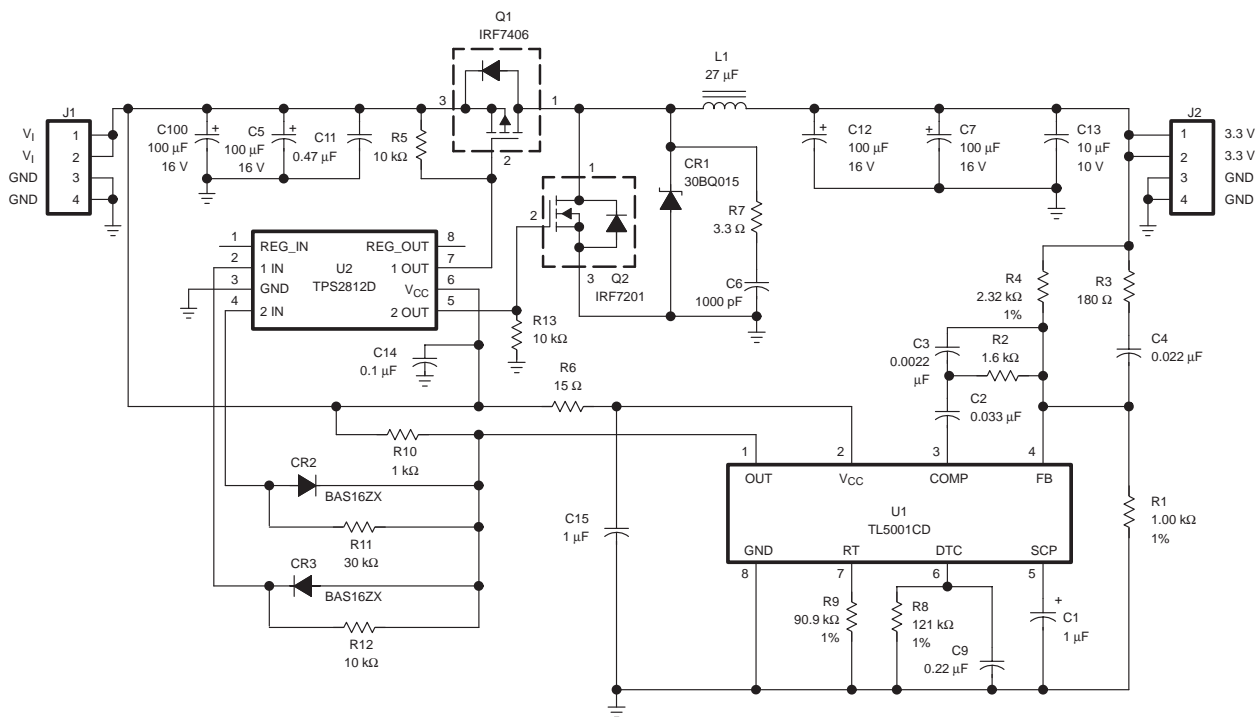 Q1
IRF7406
L1
27 µF
J1
V_I
V_I
GND
GND
1
2
3
4
C100
100 µF
16 V
+
C5
100 µF
16 V
+
C11
0.47 µF
R5
10 kΩ
3
1
2
+
C12
100 µF
16 V
+
C7
100 µF
16 V
C13
10 µF
10 V
J2
1
2
3
4
3.3 V
3.3 V
GND
GND
CR1
30BQ015
R7
3.3 Ω
C6
1000 pF
1
2
3
Q2
IRF7201
1
2
3
4
REG_IN
1 IN
GND
2 IN
U2
TPS2812D
REG_OUT
1 OUT
V_CC
2 OUT
8
7
6
5
R13
10 kΩ
C14
0.1 µF
R6
15 Ω
R4
2.32 kΩ
1%
R3
180 Ω
C3
0.0022
µF
R2
1.6 kΩ
C4
0.022 µF
C2
0.033 µF
R10
1 kΩ
CR2
BAS16ZX
R11
30 kΩ
CR3
BAS16ZX
R12
10 kΩ
C15
1 µF
1
2
3
4
OUT
V_CC
COMP
FB
U1
TL5001CD
GND
RT
DTC
SCP
8
7
6
5
R1
1.00 kΩ
1%
R9
90.9 kΩ
1%
R8
121 kΩ
1%
C9
0.22 µF
+
C1
1 µF